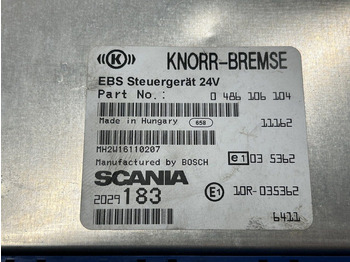 (K) KNORR-BREMSE
EBS Steuergerät 24V
Part No.: 0 486 106 104
Made in Hungary 658 11162
MH2W16110207
Manufactured by BOSCH e1 03 5362
SCANIA
2029183 E1 10R-035362
6411